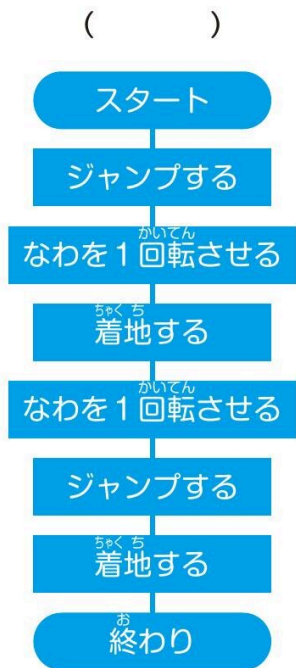 （　　　　）
スタート
ジャンプする
なわを1回転させる
着地する
なわを1回転させる
ジャンプする
着地する
終わり